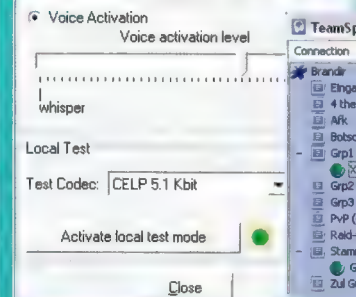 Voice Activation
Voice activation level
whisper
Local Test
Test Codec: CELP 5.1 Kbit
Activate local test mode
Close
TeamSp
Connection
Brandir
Einga
4 the
Afk
Botsc
Grp1
Grp2
Grp3
PvP (
Raid-
Stam
G
Zul G